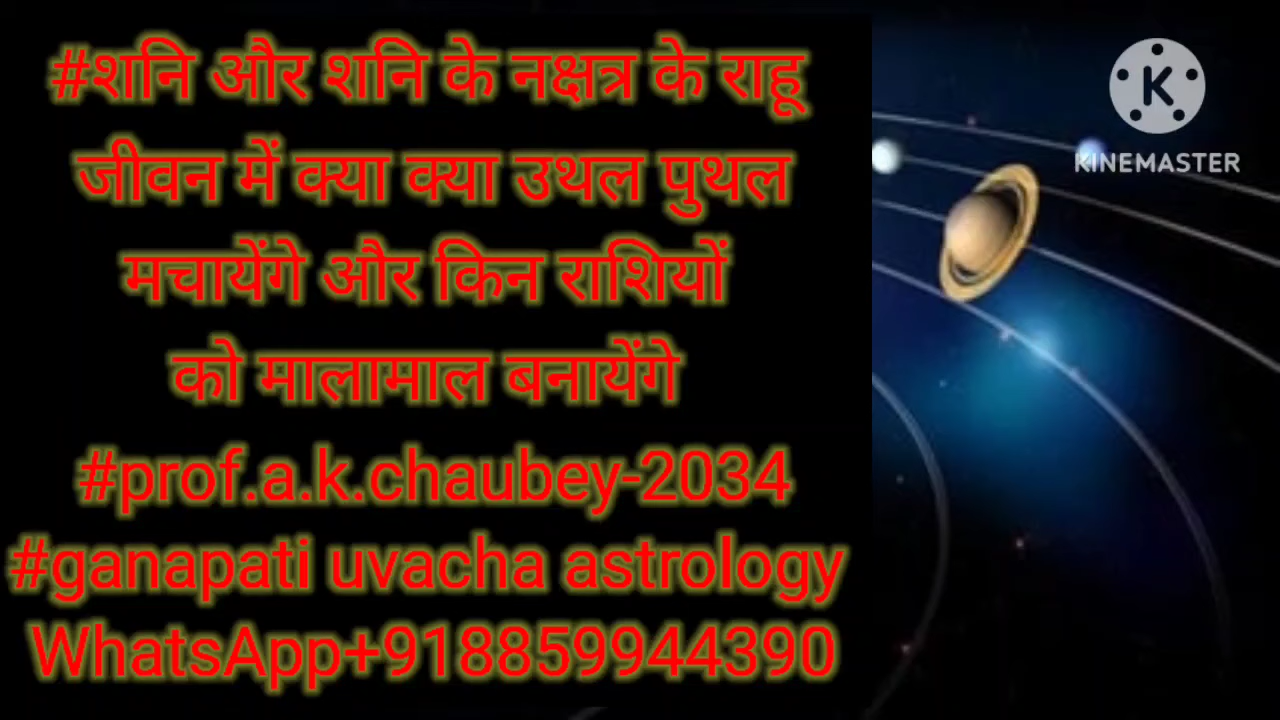 #शनि और शनि के नक्षत्र के राहू
जीवन में क्या क्या उथल पुथल
मचायेंगे और किन राशियों
को मालामाल बनायेंगे
#prof.a.k.chaubey-2034
#ganapati uvacha astrology
WhatsApp+918859944390
K
KINEMASTER